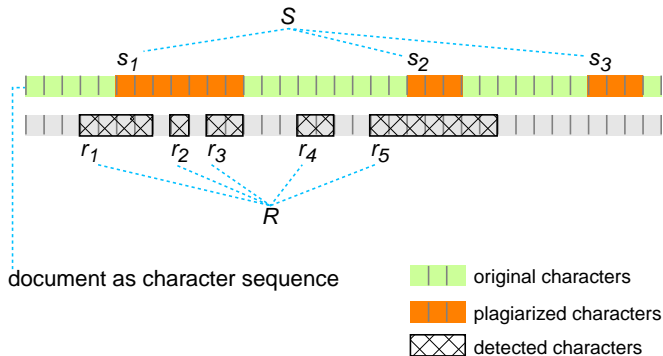 S
s1 s2 s3
r1 r2 r3 r4 r5
R
document as character sequence
original characters
plagiarized characters
detected characters